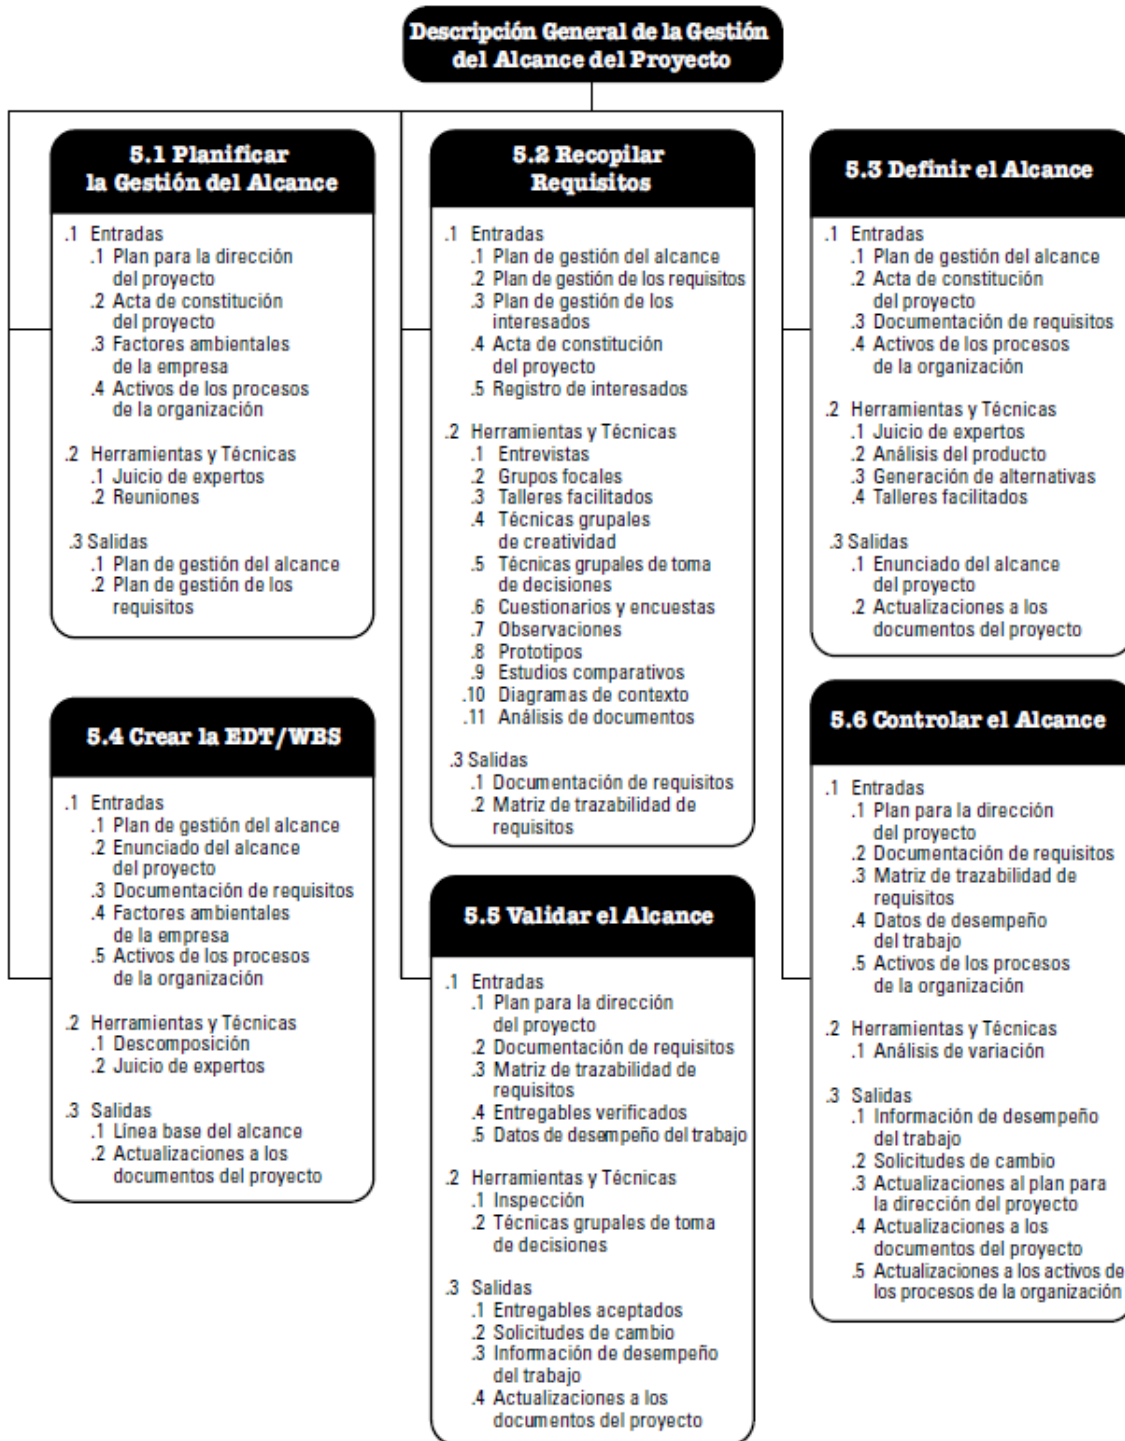 Descripción General de la Gestión
del Alcance del Proyecto
5.1 Planificar
la Gestión del Alcance
.1 Entradas
.1 Plan para la dirección
del proyecto
.2 Acta de constitución
del proyecto
.3 Factores ambientales
de la empresa
.4 Activos de los procesos
de la organización
.2 Herramientas y Técnicas
.1 Juicio de expertos
.2 Reuniones
.3 Salidas
.1 Plan de gestión del alcance
.2 Plan de gestión de los
requisitos
5.2 Recopilar
Requisitos
.1 Entradas
.1 Plan de gestión del alcance
.2 Plan de gestión de los requisitos
.3 Plan de gestión de los
interesados
.4 Acta de constitución
del proyecto
.5 Registro de interesados
.2 Herramientas y Técnicas
.1 Entrevistas
.2 Grupos focales
.3 Talleres facilitados
.4 Técnicas grupales
de creatividad
.5 Técnicas grupales de toma
de decisiones
.6 Cuestionarios y encuestas
.7 Observaciones
.8 Prototipos
.9 Estudios comparativos
.10 Diagramas de contexto
.11 Análisis de documentos
.3 Salidas
.1 Documentación de requisitos
.2 Matriz de trazabilidad de
requisitos
5.3 Definir el Alcance
.1 Entradas
.1 Plan de gestión del alcance
.2 Acta de constitución
del proyecto
.3 Documentación de requisitos
.4 Activos de los procesos
de la organización
.2 Herramientas y Técnicas
.1 Juicio de expertos
.2 Análisis del producto
.3 Generación de alternativas
.4 Talleres facilitados
.3 Salidas
.1 Enunciado del alcance
del proyecto
.2 Actualizaciones a los
documentos del proyecto
5.4 Crear la EDT/WBS
.1 Entradas
.1 Plan de gestión del alcance
.2 Enunciado del alcance
del proyecto
.3 Documentación de requisitos
.4 Factores ambientales
de la empresa
.5 Activos de los procesos
de la organización
.2 Herramientas y Técnicas
.1 Descomposición
.2 Juicio de expertos
.3 Salidas
.1 Línea base del alcance
.2 Actualizaciones a los
documentos del proyecto
5.5 Validar el Alcance
.1 Entradas
.1 Plan para la dirección
del proyecto
.2 Documentación de requisitos
.3 Matriz de trazabilidad de
requisitos
.4 Entregables verificados
.5 Datos de desempeño del trabajo
.2 Herramientas y Técnicas
.1 Inspección
.2 Técnicas grupales de toma
de decisiones
.3 Salidas
.1 Entregables aceptados
.2 Solicitudes de cambio
.3 Información de desempeño
del trabajo
.4 Actualizaciones a los
documentos del proyecto
5.6 Controlar el Alcance
.1 Entradas
.1 Plan para la dirección
del proyecto
.2 Documentación de requisitos
.3 Matriz de trazabilidad de
requisitos
.4 Datos de desempeño
del trabajo
.5 Activos de los procesos
de la organización
.2 Herramientas y Técnicas
.1 Análisis de variación
.3 Salidas
.1 Información de desempeño
del trabajo
.2 Solicitudes de cambio
.3 Actualizaciones al plan para
la dirección del proyecto
.4 Actualizaciones a los
documentos del proyecto
.5 Actualizaciones a los activos de
los procesos de la organización